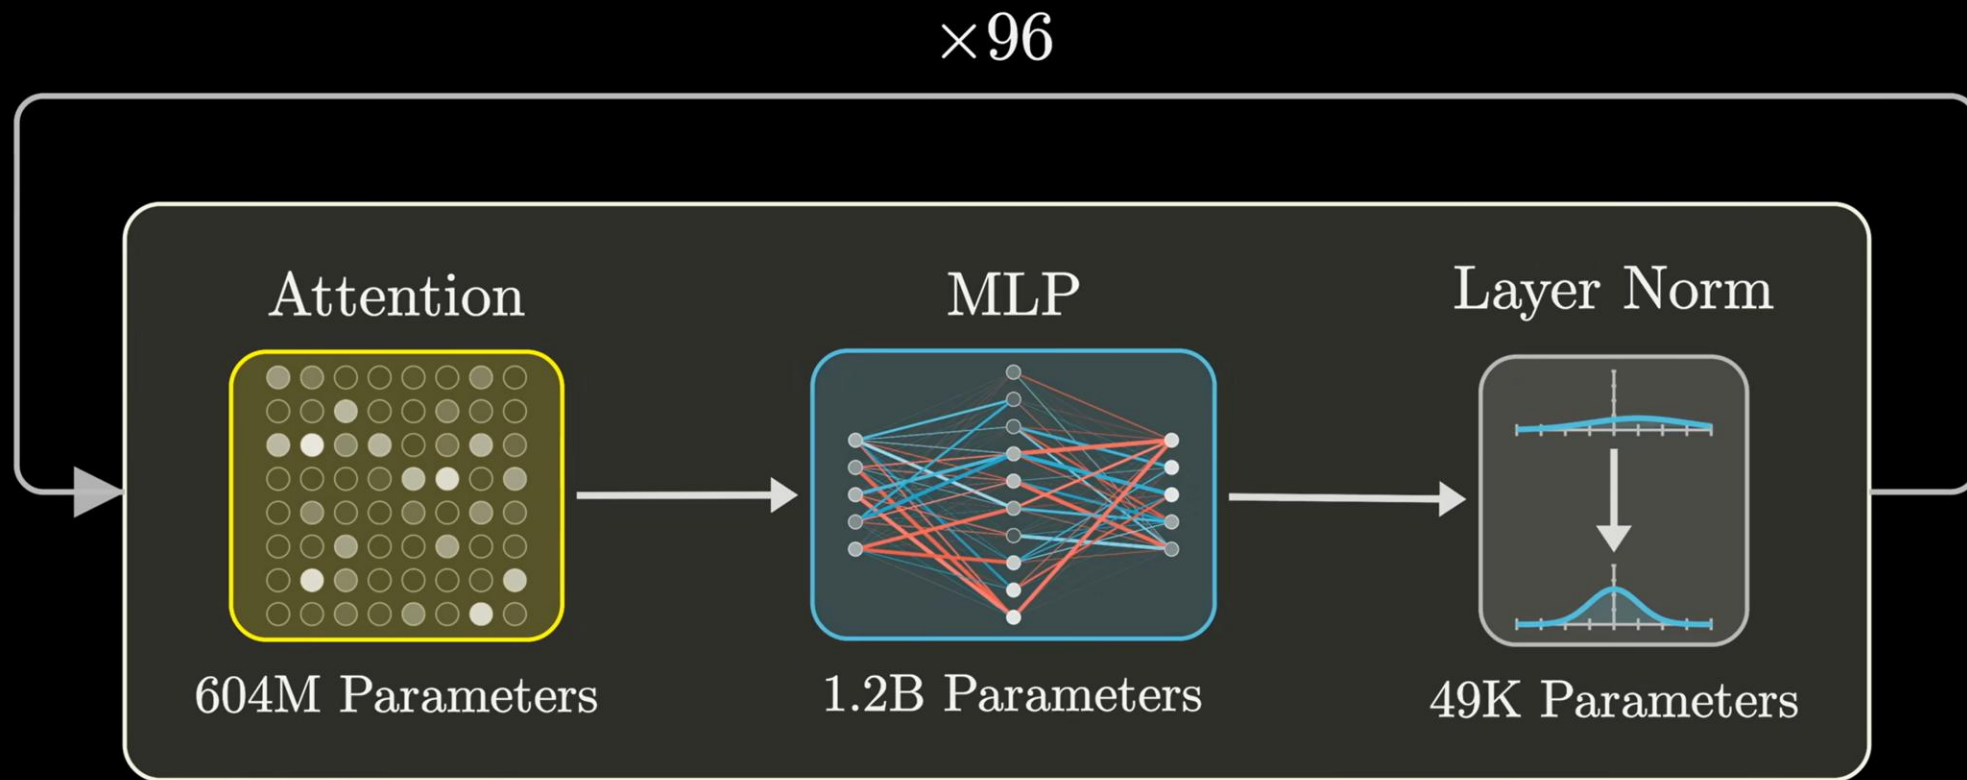 ×96
Attention
MLP
Layer Norm
604M Parameters
1.2B Parameters
49K Parameters